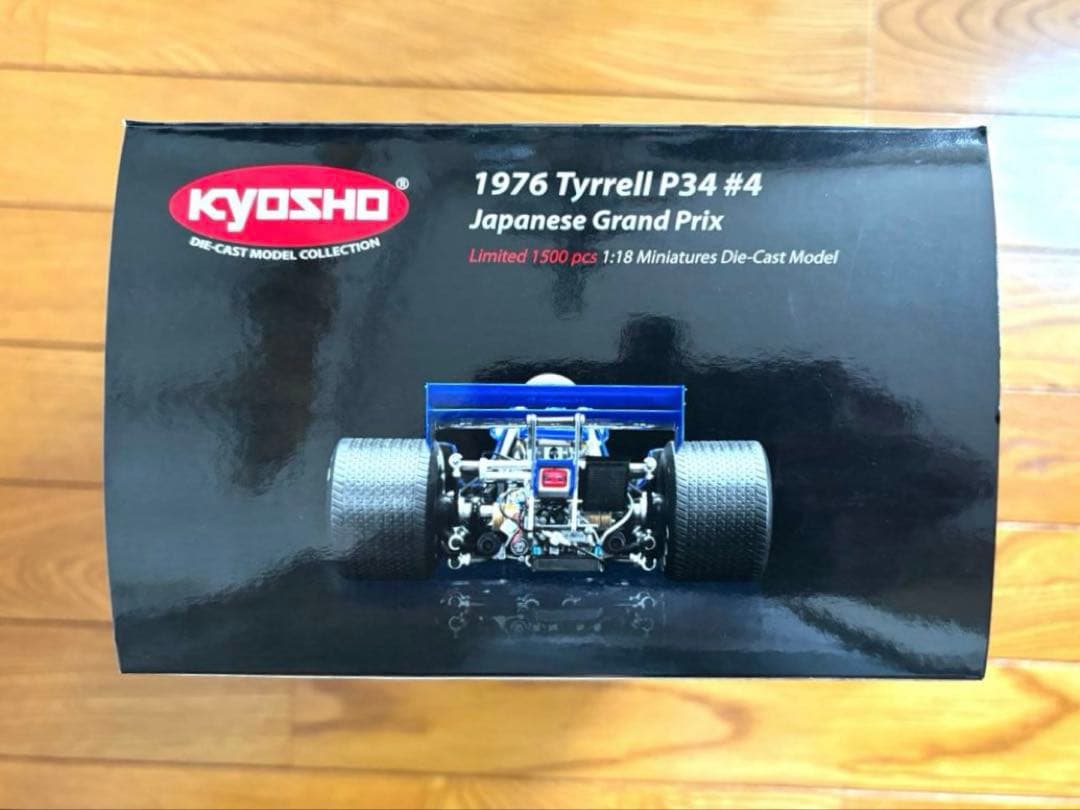 KYOSHO®
DIE-CAST MODEL COLLECTION
1976 Tyrrell P34 #4
Japanese Grand Prix
Limited 1500 pcs 1:18 Miniatures Die-Cast Model